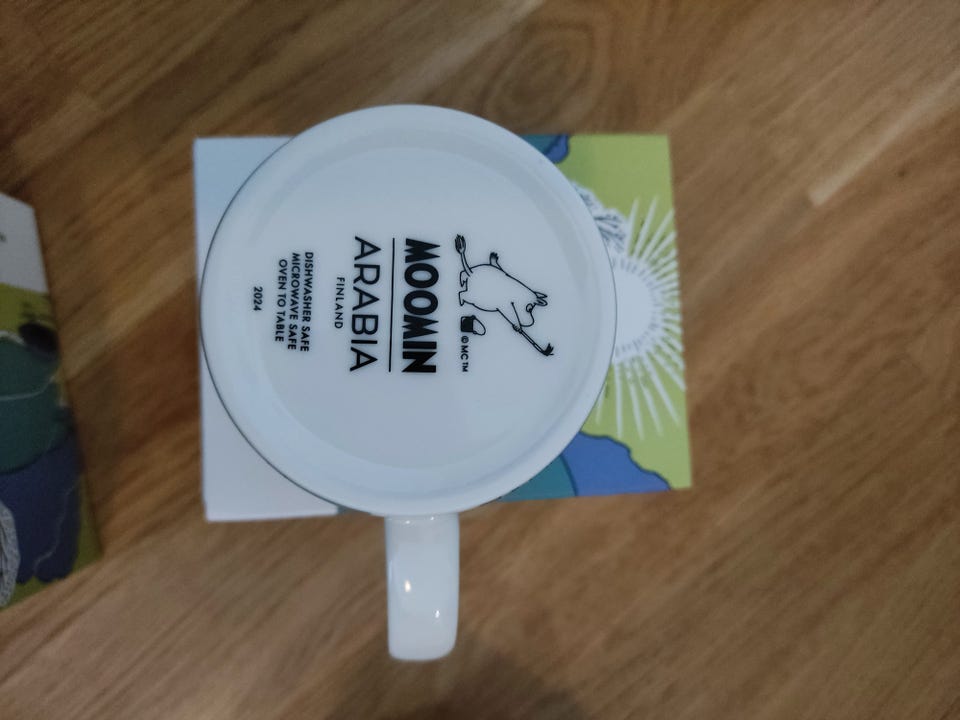 © MC ™
MOOMIN
ARABIA
FINLAND
DISHWASHER SAFE
MICROWAVE SAFE
OVEN TO TABLE
2024